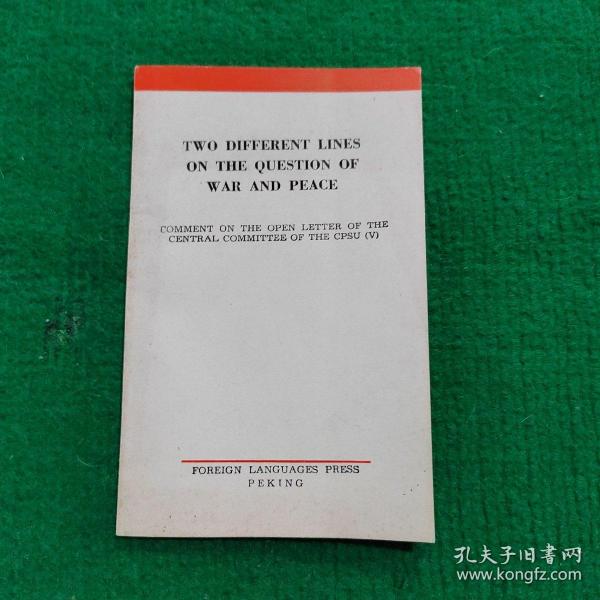 TWO DIFFERENT LINES
ON THE QUESTION OF
WAR AND PEACE
COMMENT ON THE OPEN LETTER OF THE
CENTRAL COMMITTEE OF THE CPSU (V)
FOREIGN LANGUAGES PRESS
PEKING
孔夫子旧書网
www.kongfz.com